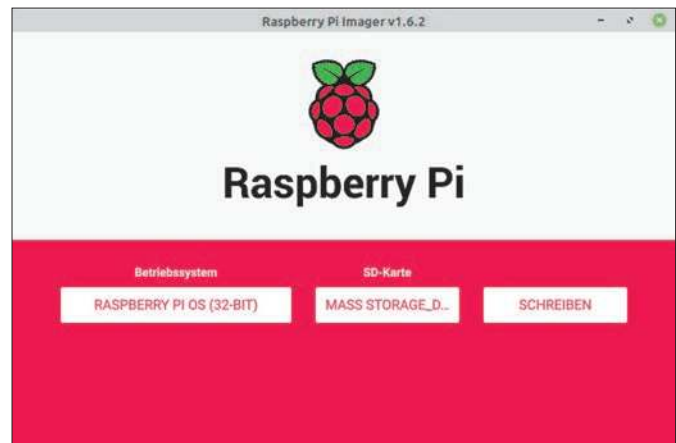 Raspberry Pi Imager v1.6.2
Raspberry Pi
Betriebssystem
SD-Karte
RASPBERRY PI OS (32-BIT)
MASS STORAGE_D...
SCHREIBEN